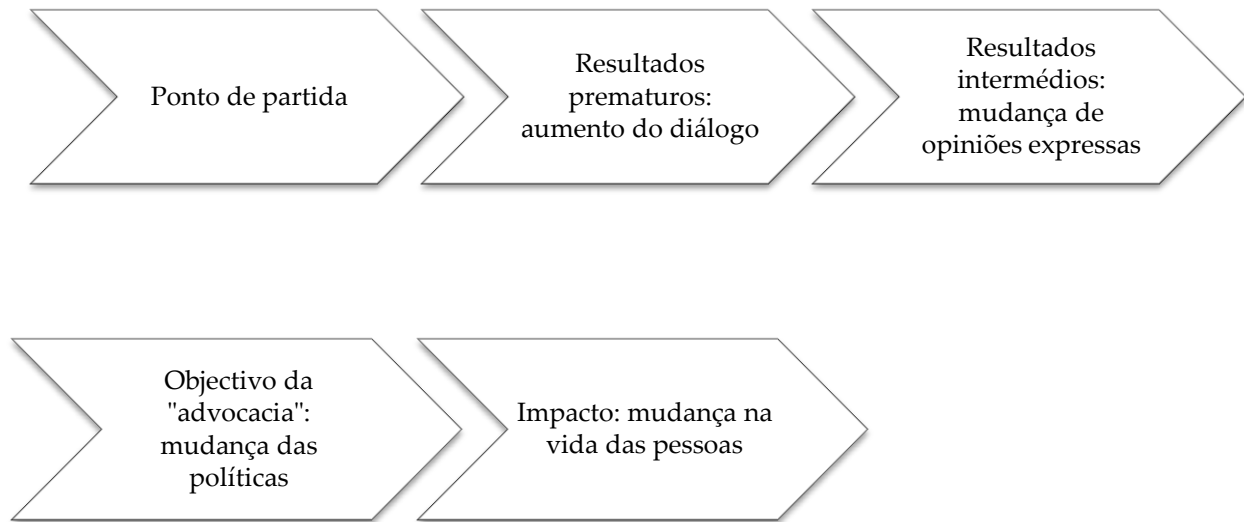 Ponto de partida
Resultados
prematuros:
aumento do diálogo
Resultados
intermédios:
mudança de
opiniões expressas
Objectivo da
"advocacia":
mudança das
políticas
Impacto: mudança na
vida das pessoas